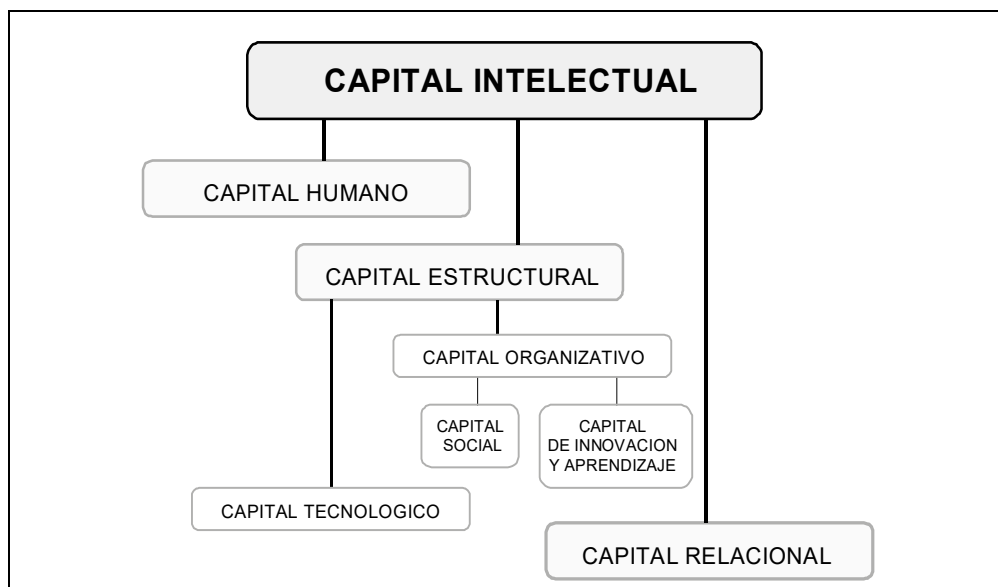 CAPITAL INTELECTUAL
CAPITAL HUMANO
CAPITAL ESTRUCTURAL
CAPITAL ORGANIZATIVO
CAPITAL
SOCIAL
CAPITAL
DE INNOVACION
Y APRENDIZAJE
CAPITAL TECNOLOGICO
CAPITAL RELACIONAL